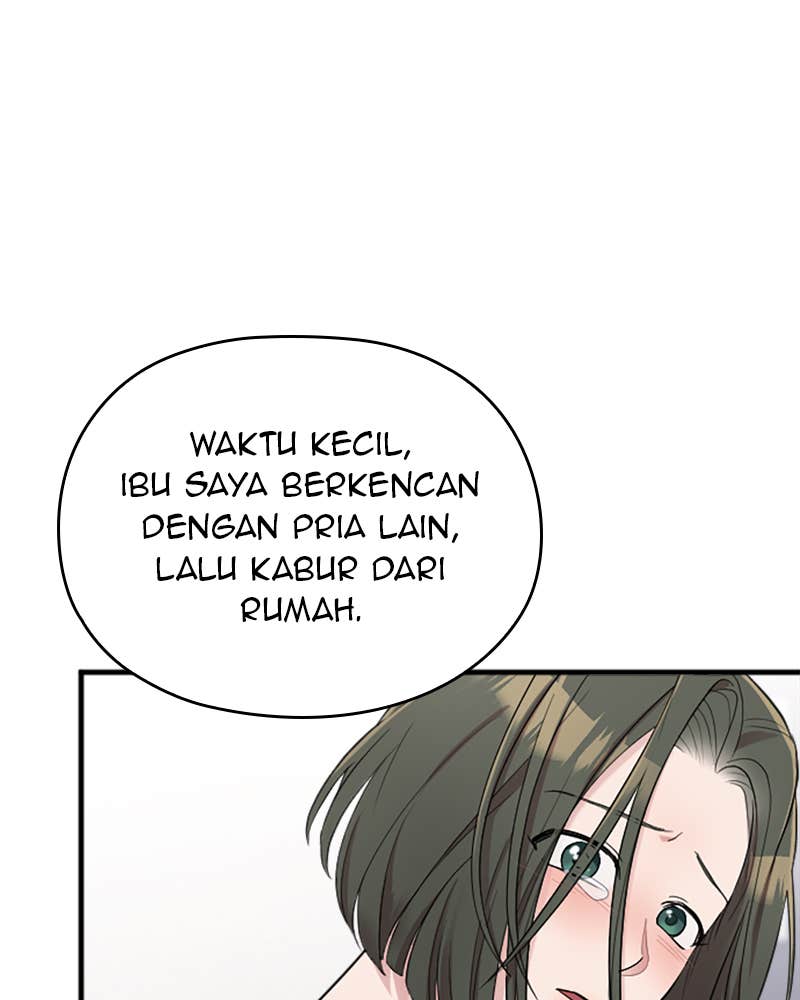 WAKTU KECIL,
IBU SAYA BERKENCAN
DENGAN PRIA LAIN,
LALU KABUR DARI
RUMAH.